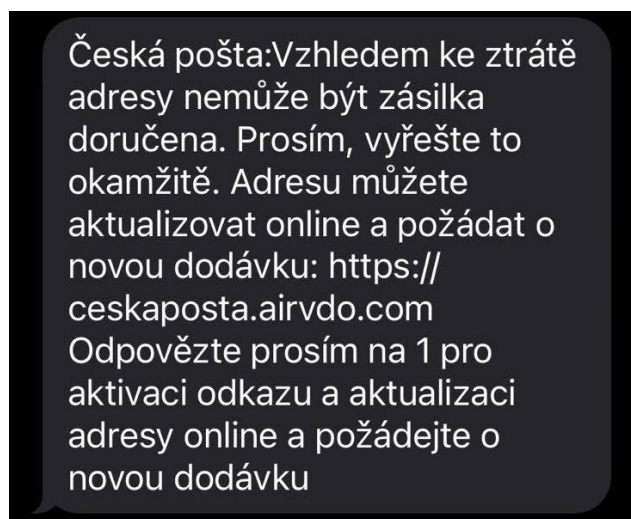 Česká pošta:Vzhledem ke ztrátě
adresy nemůže být zásilka
doručena. Prosím, vyřešte to
okamžitě. Adresu můžete
aktualizovat online a požádat o
novou dodávku: https://
ceskaposta.airvdo.com
Odpovězte prosím na 1 pro
aktivaci odkazu a aktualizaci
adresy online a požádejte o
novou dodávku